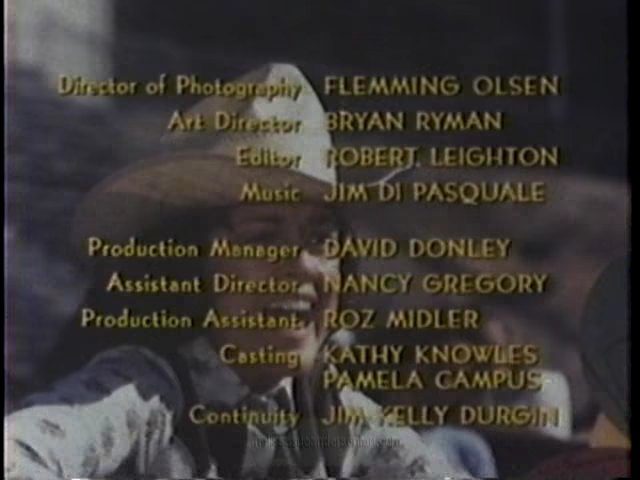 Director of Photography FLEMMING OLSEN
Art Director BRYAN RYMAN
Editor ROBERT LEIGHTON
Music JIM DI PASQUALE
Production Manager DAVID DONLEY
Assistant Director NANCY GREGORY
Production Assistant ROZ MIDLER
Casting KATHY KNOWLES
PAMELA CAMPUS
Continuity JIM KELLY DURGIN